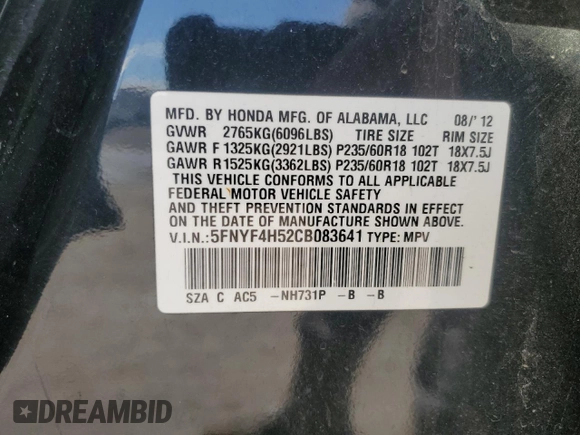 MFD. BY HONDA MFG. OF ALABAMA, LLC 08/'12
GVWR 2765KG(6096LBS) TIRE SIZE RIM SIZE
GAWR F 1325KG(2921LBS) P235/60R18 102T 18X7.5J
GAWR R 1525KG(3362LBS) P235/60R18 102T 18X7.5J
THIS VEHICLE CONFORMS TO ALL APPLICABLE
FEDERAL MOTOR VEHICLE SAFETY
AND THEFT PREVENTION STANDARDS IN EFFECT
ON THE DATE OF MANUFACTURE SHOWN ABOVE.
V.I.N.:5FNYF4H52CB083641 TYPE: MPV
SZA C AC5 -NH731P -B -B
DREAMBID